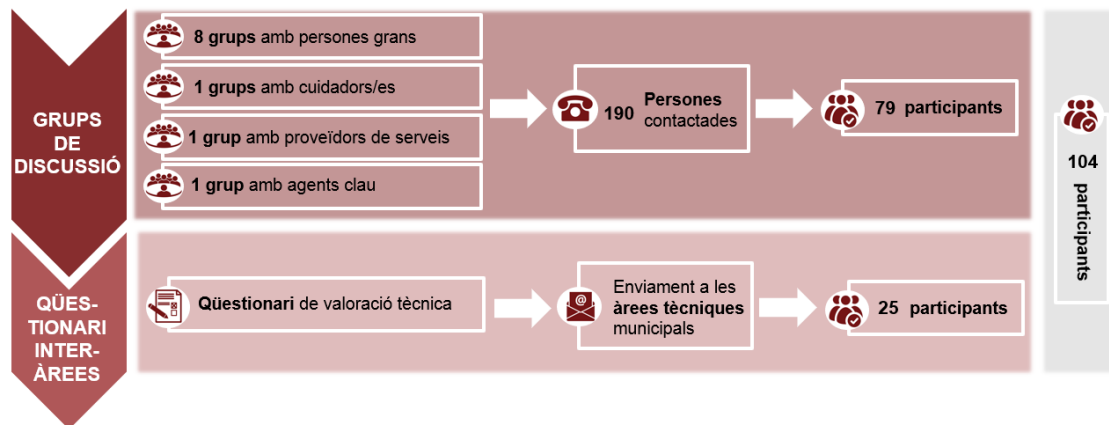 GRUPS
DE
DISCUSSIÓ
8 grups amb persones grans
1 grups amb cuidadors/es
1 grup amb proveïdors de serveis
1 grup amb agents clau
190 Persones
contactades
79 participants
QÜES-
TIONARI
INTER-
ÀREES
Qüestionari de valoració tècnica
Enviament a les
àrees tècniques
municipals
25 participants
104
participants